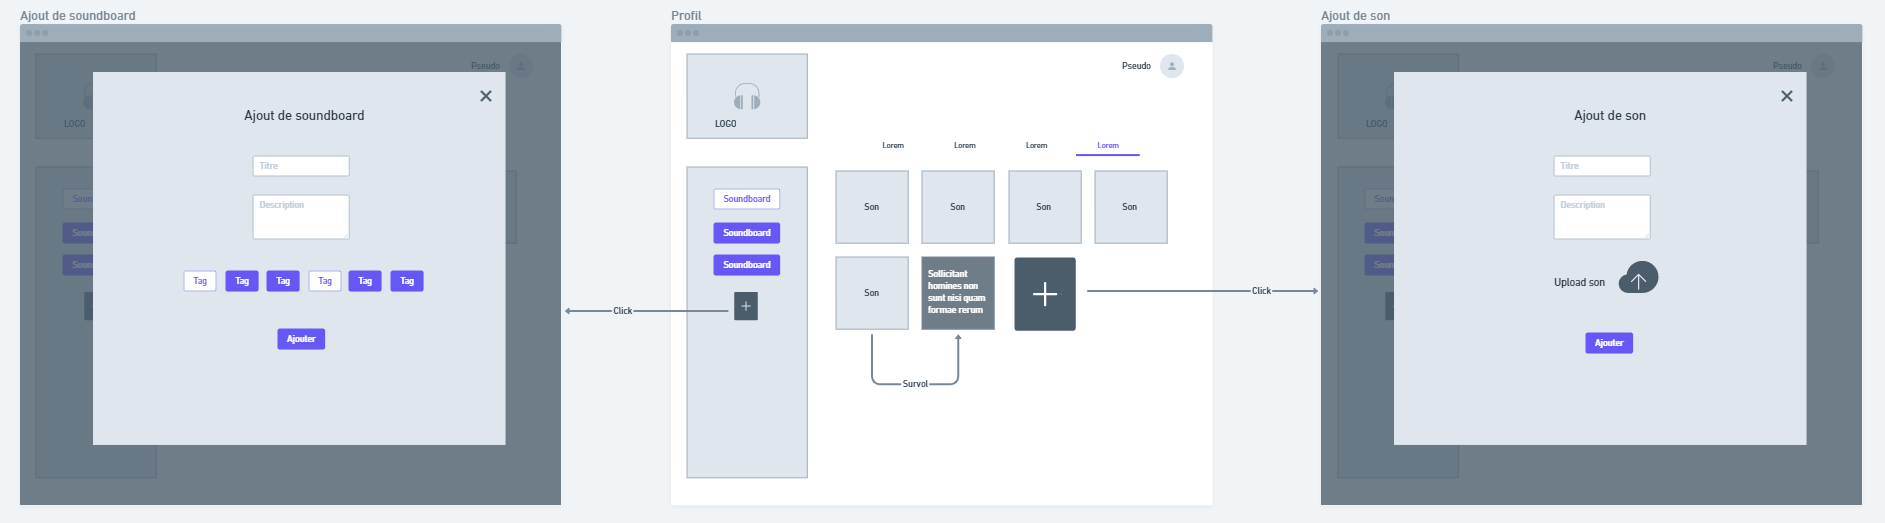 Ajout de soundboard
Pseudo
LOGO
Ajout de soundboard
Titre
Description
Soun
Soun
Soun
Tag
Tag
Tag
Tag
Tag
Tag
Ajouter
Click
Profil
Pseudo
LOGO
Lorem
Lorem
Lorem
Lorem
Soundboard
Soundboard
Soundboard
Son
Son
Son
Son
Son
Sollicitant
homines non
sunt nisi quam
formae rerum
Survol
Click
Ajout de son
Pseudo
LOGO
Ajout de son
Titre
Description
Soun
Soun
Soun
Upload son
Ajouter